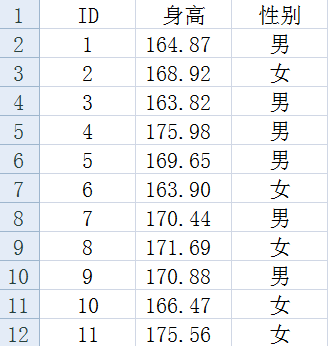 1 ID 身高 性别
2 1 164.87 男
3 2 168.92 女
4 3 163.82 男
5 4 175.98 男
6 5 169.65 男
7 6 163.90 女
8 7 170.44 男
9 8 171.69 女
10 9 170.88 男
11 10 166.47 女
12 11 175.56 女